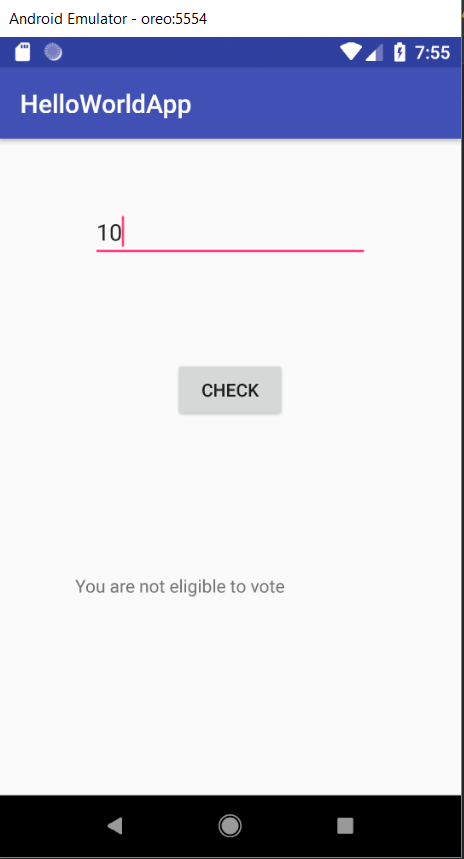 Android Emulator - oreo:5554
7:55
HelloWorldApp
10
CHECK
You are not eligible to vote